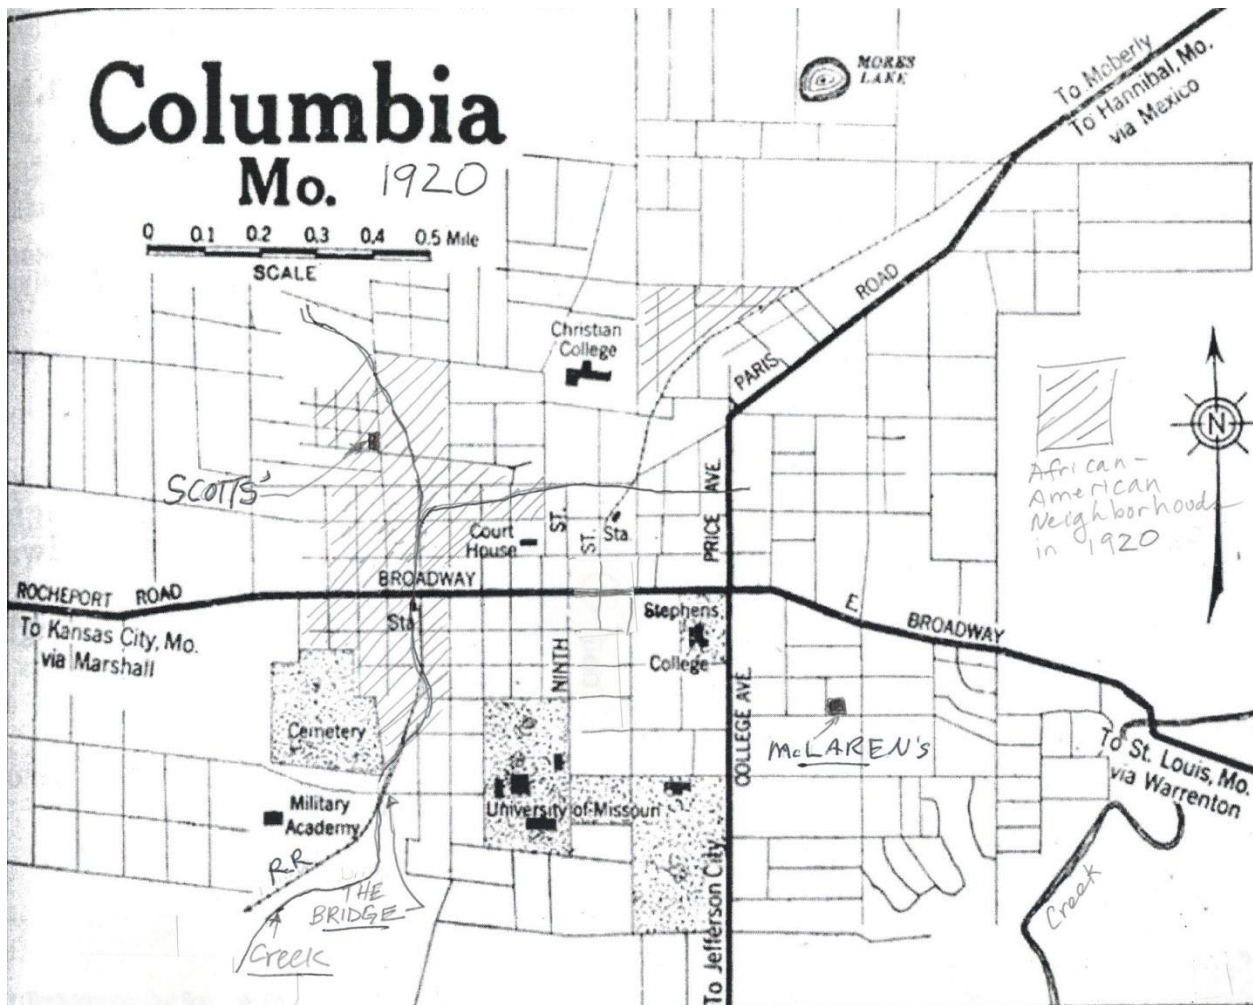 Columbia
Mo. 1920
0 0.1 0.2 0.3 0.4 0.5 Mile
SCALE
MORES
LAKE
To Moberly
To Hannibal, Mo.
via Mexico
PARIS ROAD
Christian
College
SCOTTS'
Court
House
ST.
ST.
Sta.
PRICE AVE.
African-
American
Neighborhoods
in 1920
N
ROCHEPORT ROAD
BROADWAY
E BROADWAY
To Kansas City, Mo.
via Marshall
Sta
Stephens
College
NINTH
COLLEGE AVE.
McLAREN's
Cemetery
To St. Louis, Mo.
via Warrenton
Military
Academy
University of Missouri
R.R.
THE
BRIDGE
Creek
Creek
To Jefferson City